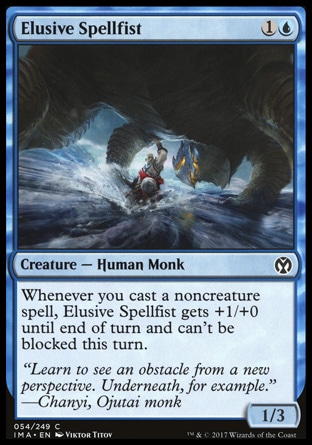 Elusive Spellfist 1
Creature — Human Monk
Whenever you cast a noncreature
spell, Elusive Spellfist gets +1/+0
until end of turn and can't be
blocked this turn.
“Learn to see an obstacle from a new
perspective. Underneath, for example.”
—Chanyi, Ojutai monk
1/3
054/249 C
IMA • EN Viktor Titov
™ & © 2017 Wizards of the Coast